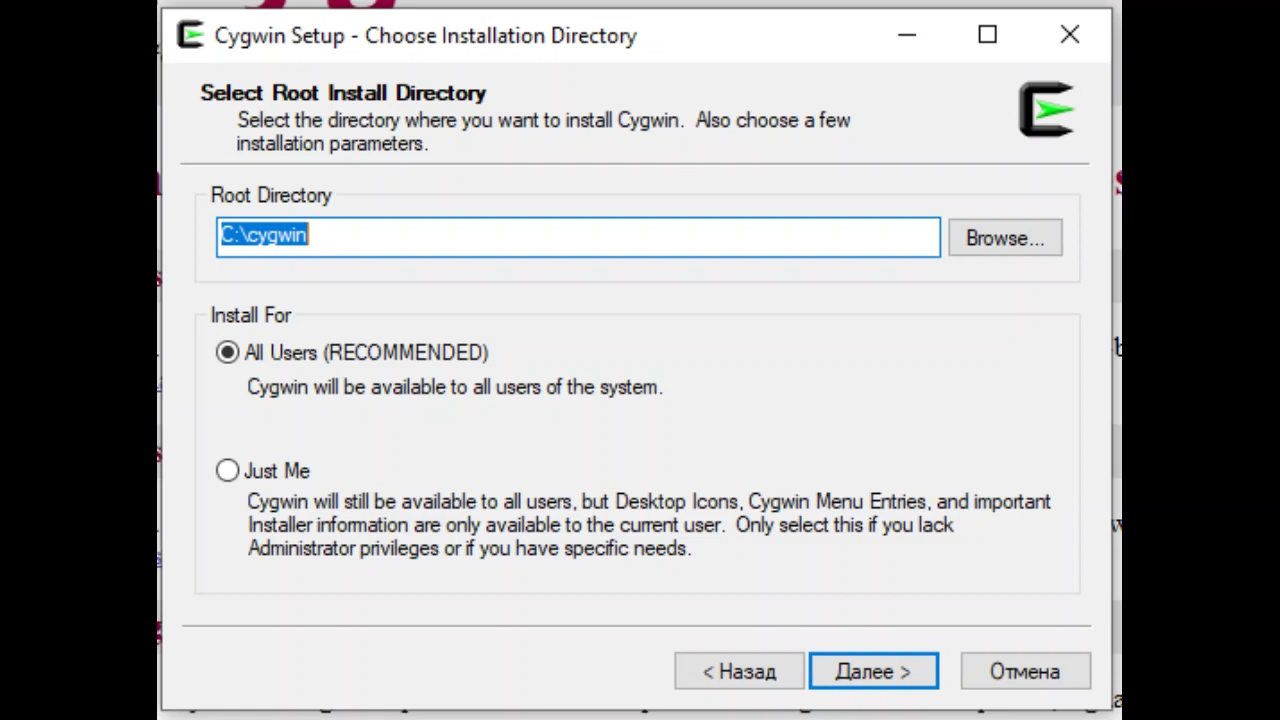 Cygwin Setup - Choose Installation Directory
Select Root Install Directory
Select the directory where you want to install Cygwin. Also choose a few
installation parameters.
Root Directory
C:\cygwin
Browse...
Install For
All Users (RECOMMENDED)
Cygwin will be available to all users of the system.
Just Me
Cygwin will still be available to all users, but Desktop Icons, Cygwin Menu Entries, and important
Installer information are only available to the current user. Only select this if you lack
Administrator privileges or if you have specific needs.
< Назад
Далее >
Отмена